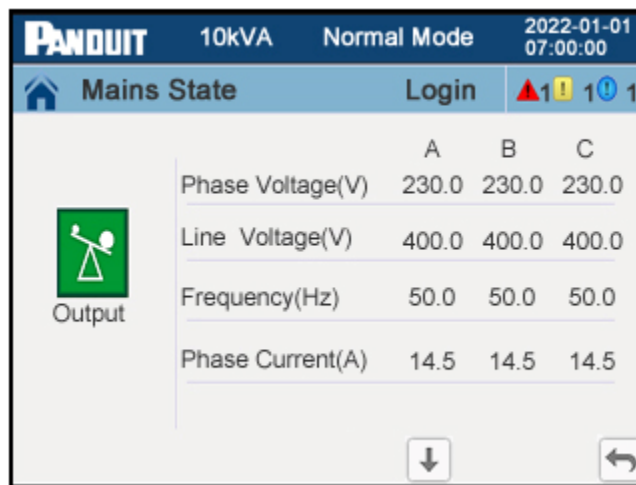 PANDUIT 10kVA Normal Mode 2022-01-01
07:00:00
Mains State Login 1 ! 1 ! 1
A B C
Phase Voltage(V) 230.0 230.0 230.0
Line Voltage(V) 400.0 400.0 400.0
Frequency(Hz) 50.0 50.0 50.0
Output
Phase Current(A) 14.5 14.5 14.5